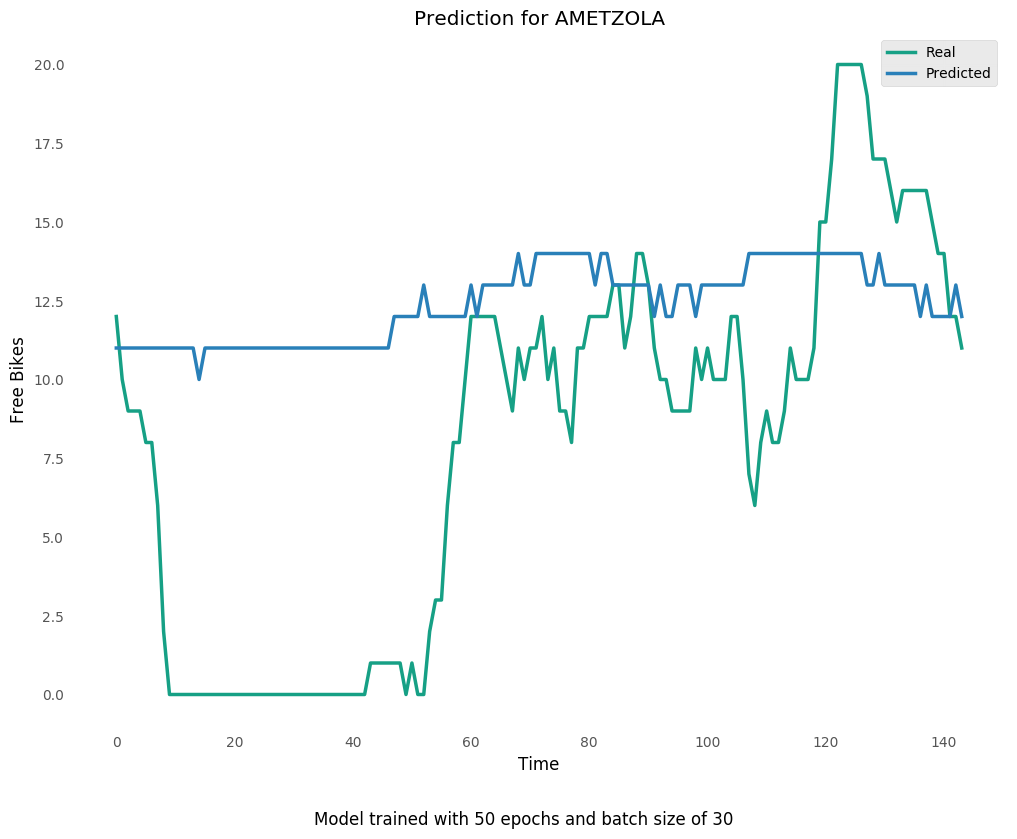 Prediction for AMETZOLA
Real
Predicted
20.0
17.5
15.0
12.5
10.0
7.5
5.0
2.5
0.0
Free Bikes
0 20 40 60 80 100 120 140
Time
Model trained with 50 epochs and batch size of 30